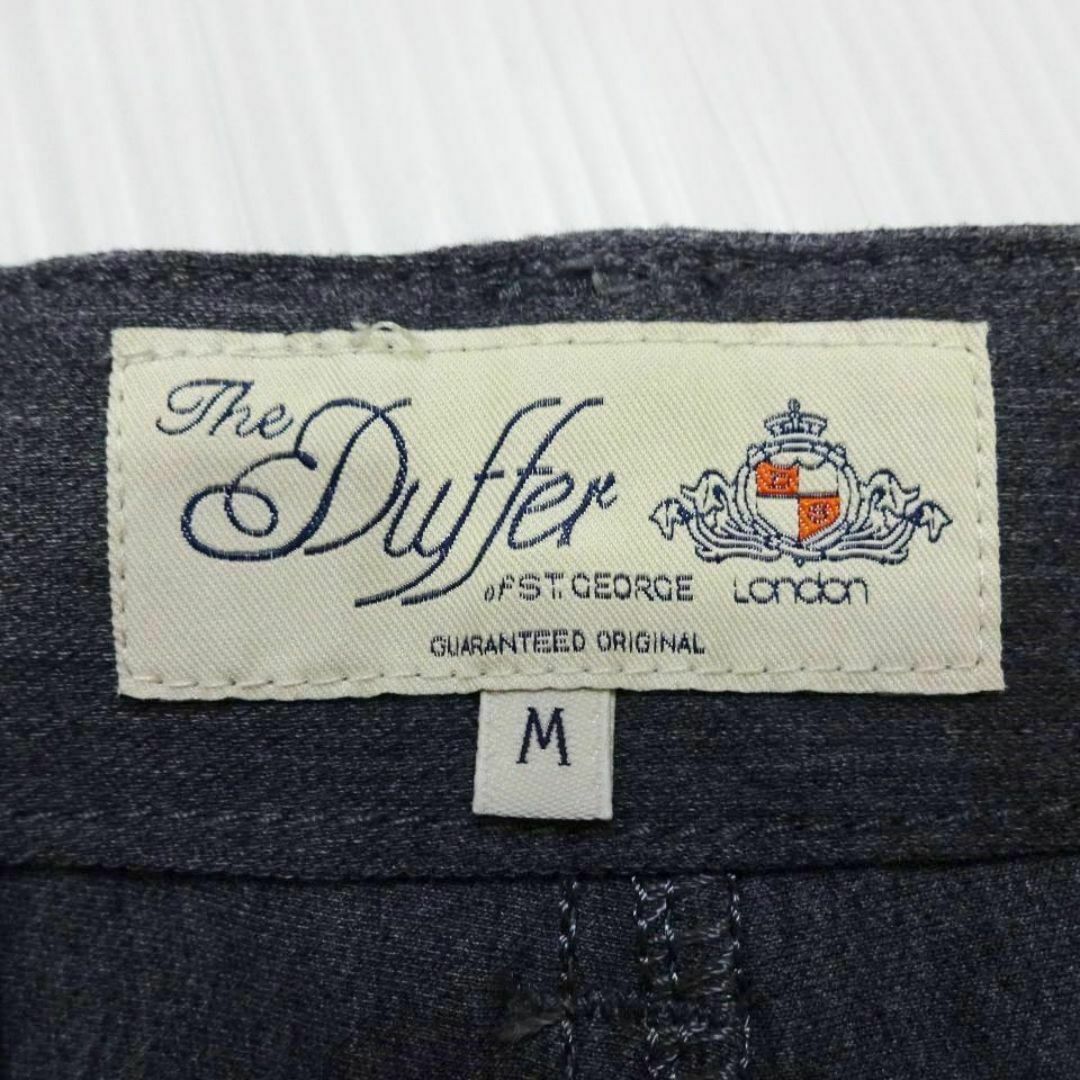 The
Duffer
of ST. GEORGE
London
GUARANTEED ORIGINAL
M